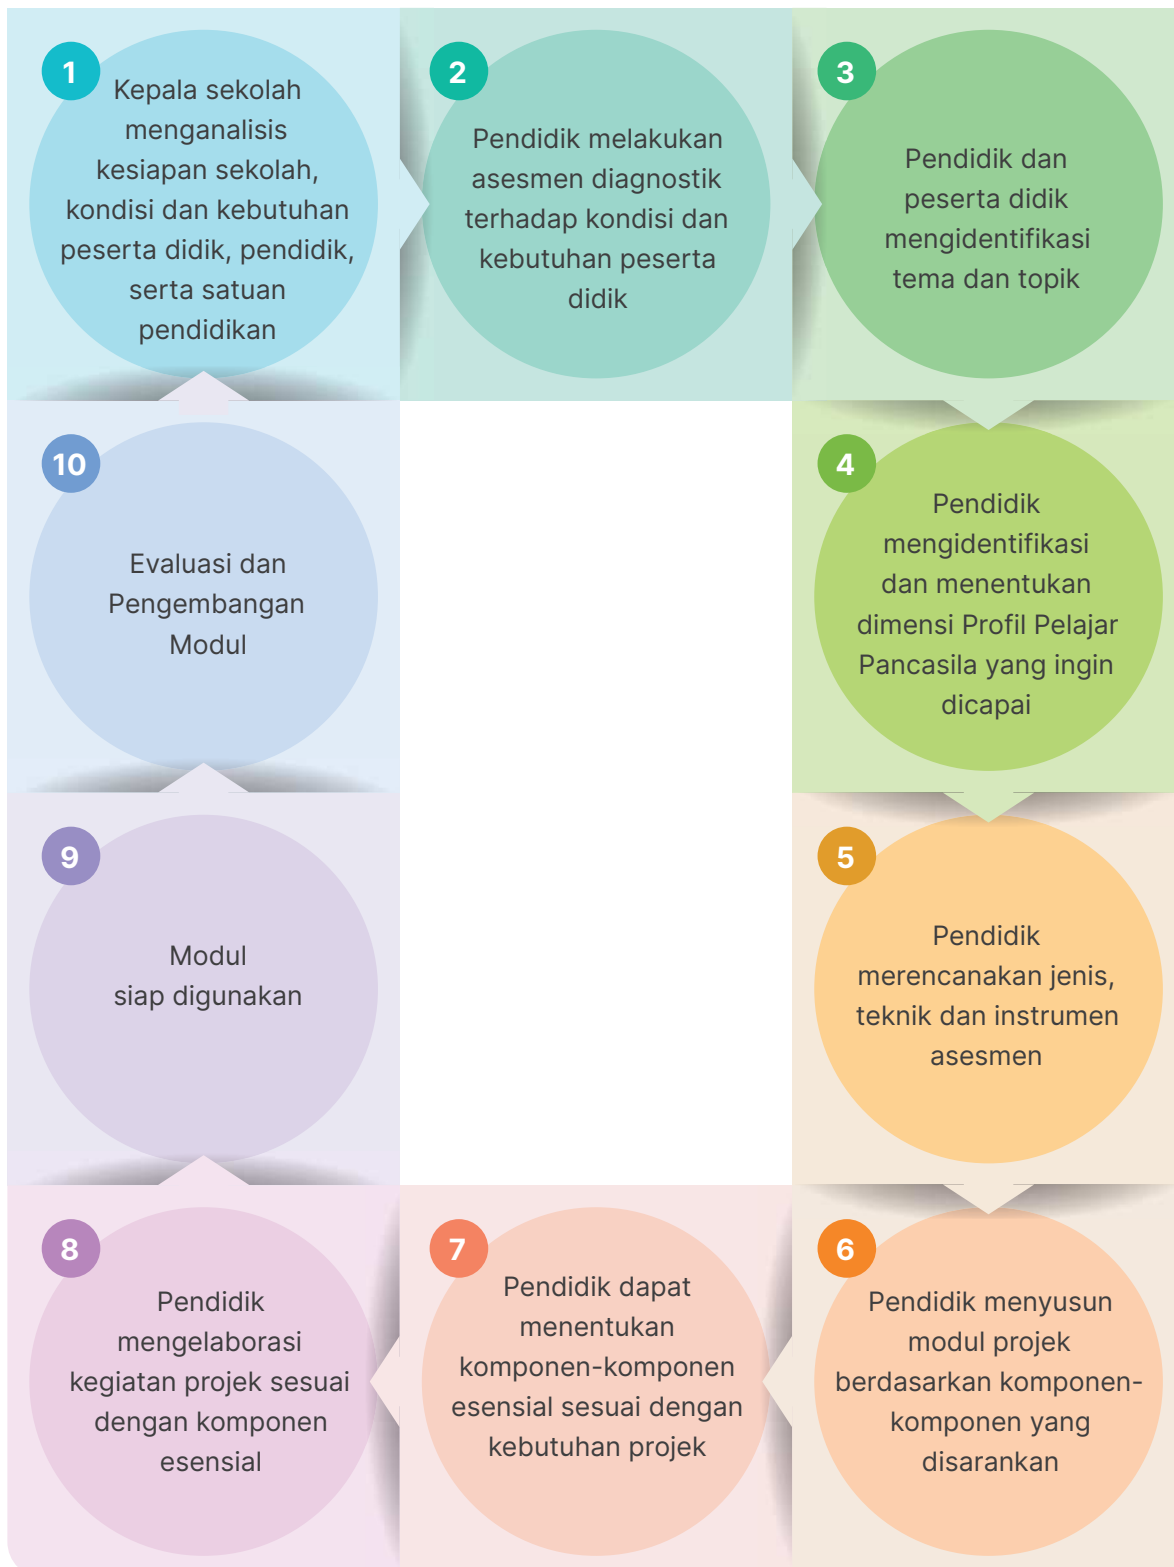 1
Kepala sekolah
menganalisis
kesiapan sekolah,
kondisi dan kebutuhan
peserta didik, pendidik,
serta satuan
pendidikan
2
Pendidik melakukan
asesmen diagnostik
terhadap kondisi dan
kebutuhan peserta
didik
3
Pendidik dan
peserta didik
mengidentifikasi
tema dan topik
4
Pendidik
mengidentifikasi
dan menentukan
dimensi Profil Pelajar
Pancasila yang ingin
dicapai
5
Pendidik
merencanakan jenis,
teknik dan instrumen
asesmen
6
Pendidik menyusun
modul projek
berdasarkan komponen-
komponen yang
disarankan
7
Pendidik dapat
menentukan
komponen-komponen
esensial sesuai dengan
kebutuhan projek
8
Pendidik
mengelaborasi
kegiatan projek sesuai
dengan komponen
esensial
9
Modul
siap digunakan
10
Evaluasi dan
Pengembangan
Modul